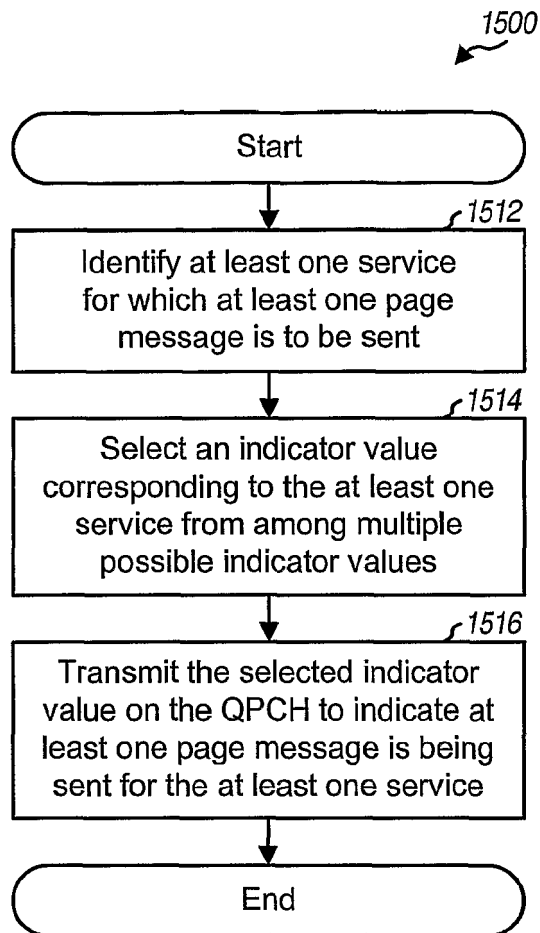 1500
Start
1512
Identify at least one service
for which at least one page
message is to be sent
1514
Select an indicator value
corresponding to the at least one
service from among multiple
possible indicator values
1516
Transmit the selected indicator
value on the QPCH to indicate at
least one page message is being
sent for the at least one service
End